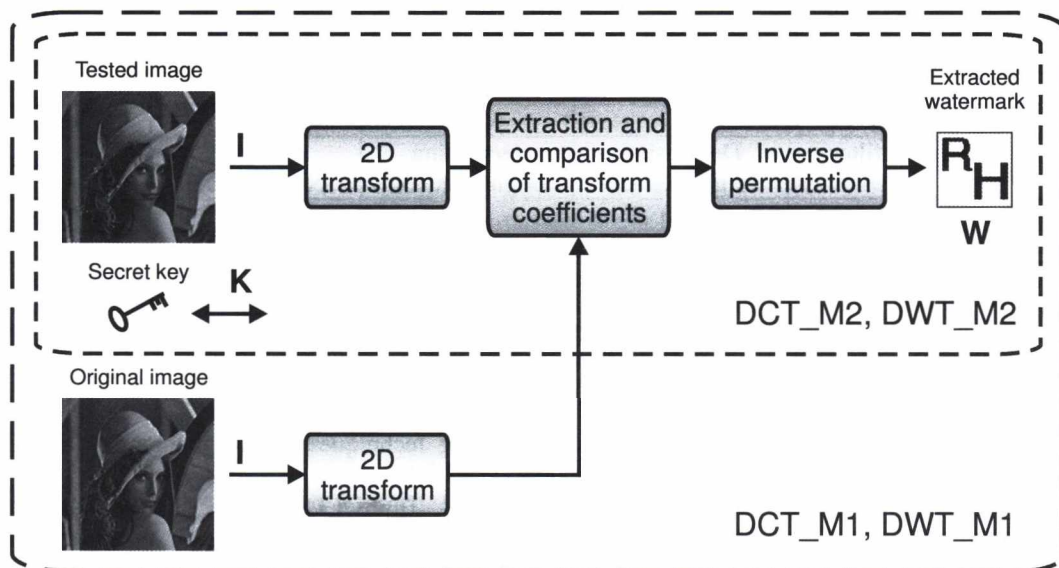 Tested image
I
2D
transform
Extraction and
comparison
of transform
coefficients
Inverse
permutation
Extracted
watermark
R
H
W
Secret key
K
DCT_M2, DWT_M2
Original image
I
2D
transform
DCT_M1, DWT_M1